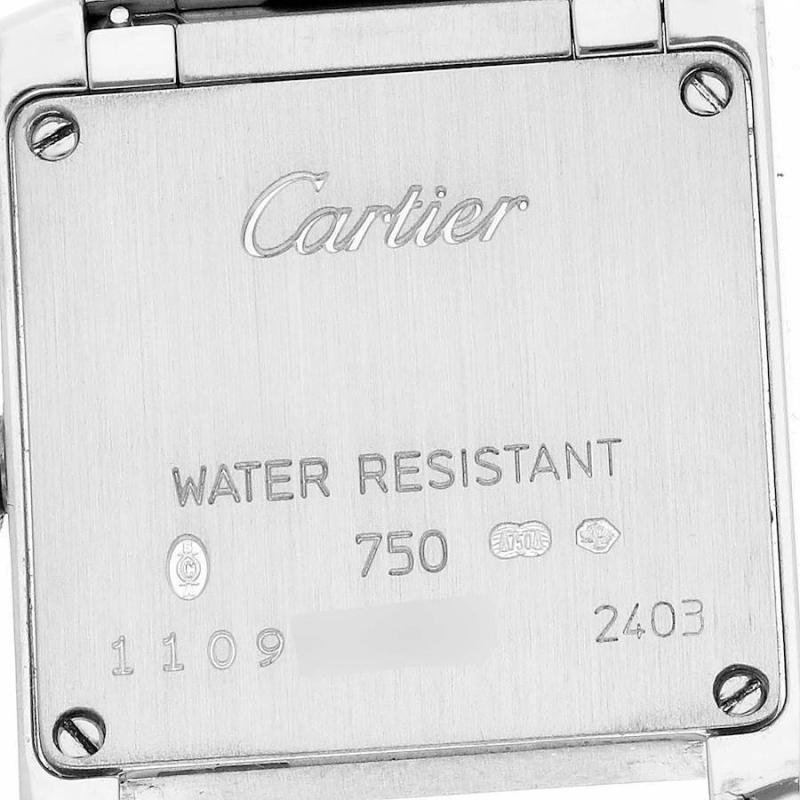 Cartier
WATER RESISTANT
750
1109
2403